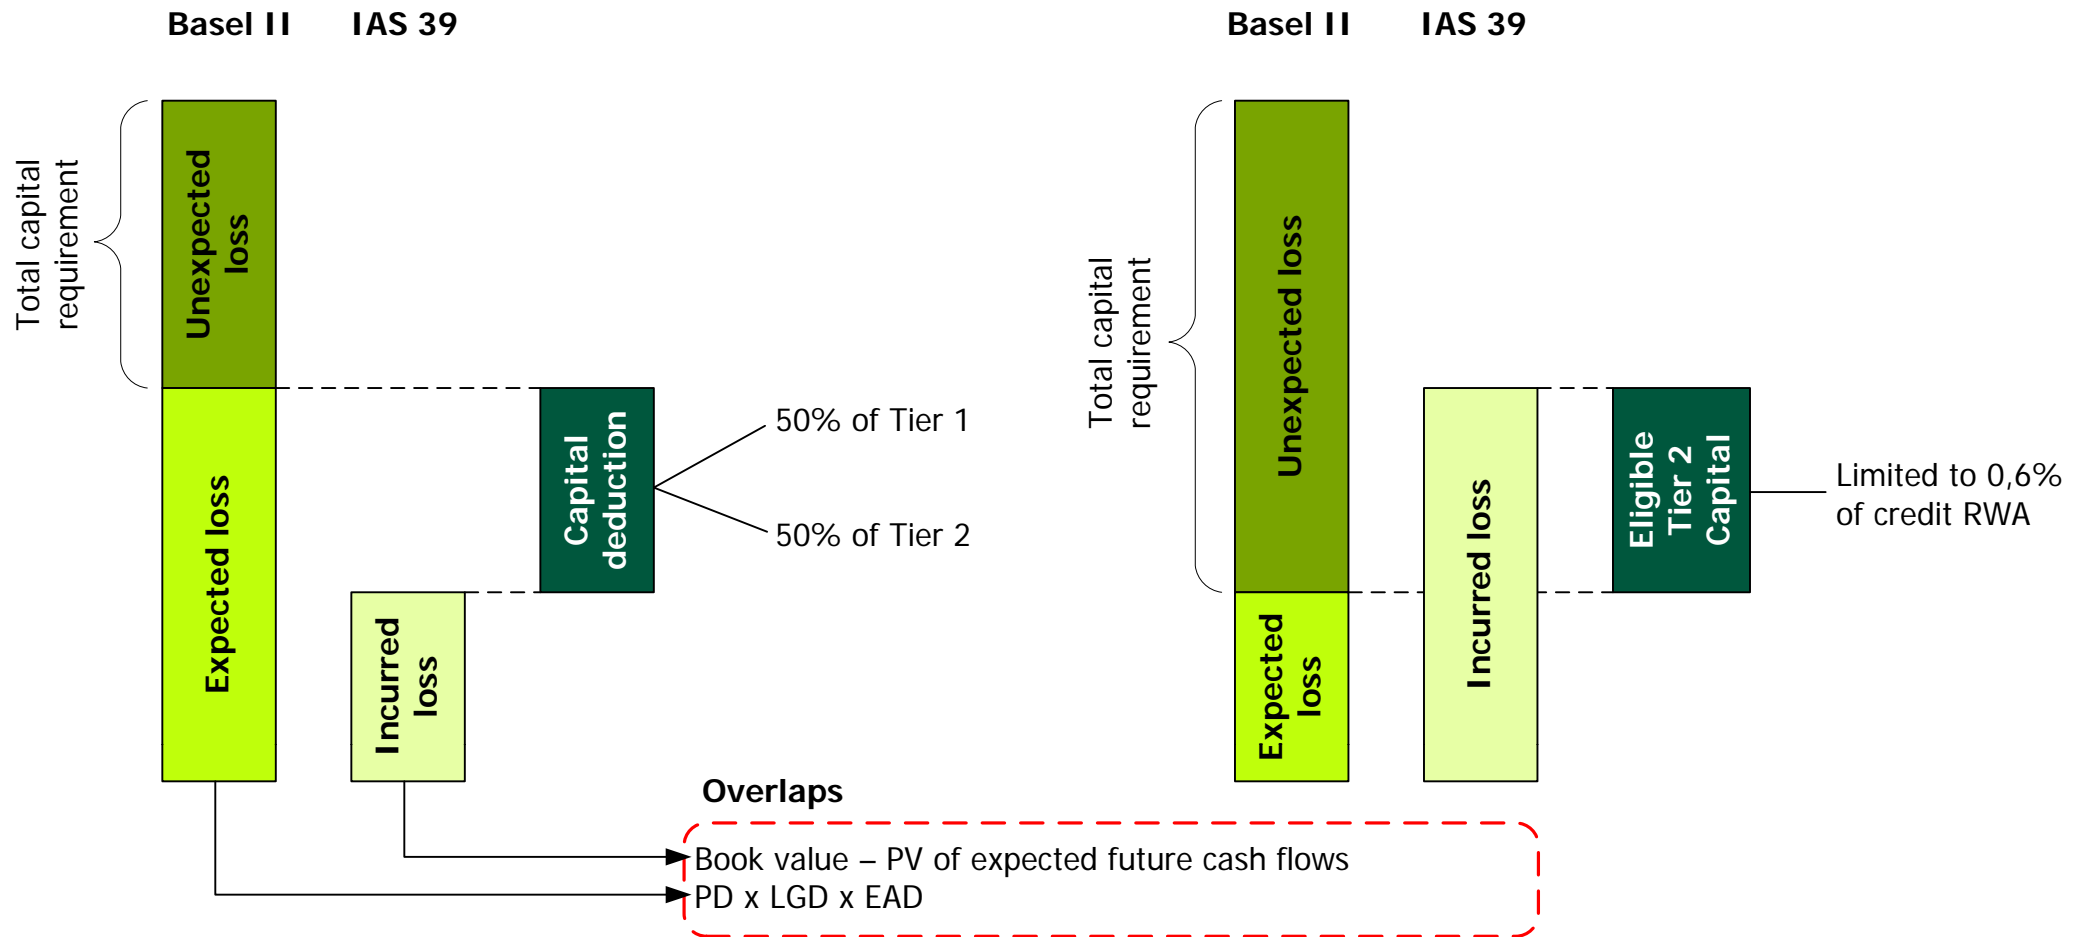 Basel II
IAS 39
Total capital
requirement
Unexpected
loss
Expected loss
Incurred
loss
Capital
deduction
50% of Tier 1
50% of Tier 2
Basel II
IAS 39
Total capital
requirement
Unexpected loss
Expected
loss
Incurred loss
Eligible
Tier 2
Capital
Limited to 0,6%
of credit RWA
Overlaps
Book value – PV of expected future cash flows
PD x LGD x EAD